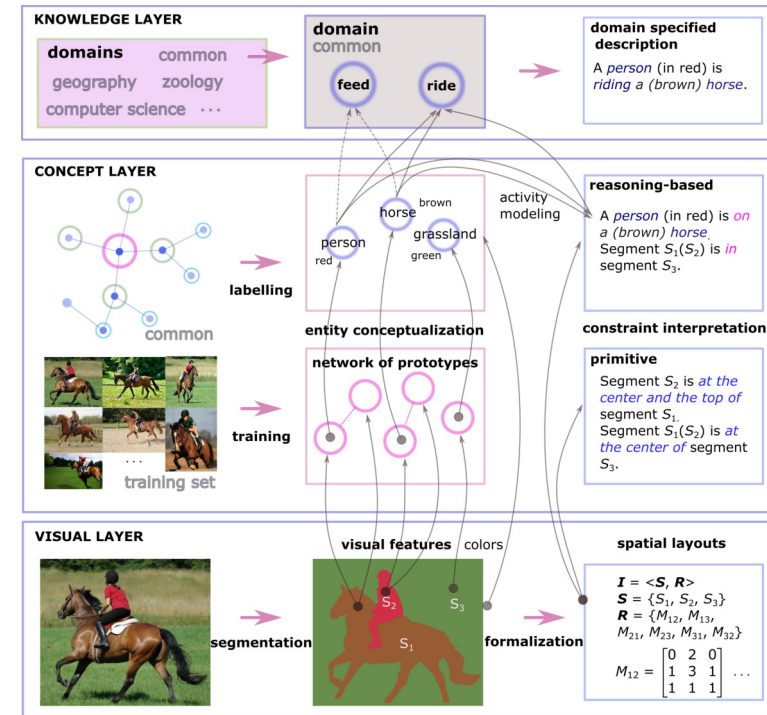 KNOWLEDGE LAYER
domains
common
geography
zoology
computer science
...
domain
common
feed
ride
domain specified
description
A person (in red) is
riding a (brown) horse.
CONCEPT LAYER
common
labelling
person
red
horse
brown
grassland
green
activity
modeling
reasoning-based
A person (in red) is on
a (brown) horse.
Segment S1(S2) is in
segment S3.
entity conceptualization
constraint interpretation
...
training set
training
network of prototypes
primitive
Segment S2 is at the
center and the top of
segment S1.
Segment S1(S2) is at
the center of segment
S3.
VISUAL LAYER
segmentation
visual features
colors
S2
S3
S1
formalization
spatial layouts
I = <S, R>
S = {S1, S2, S3}
R = {M12, M13,
M21, M23, M31, M32}
M12 =
0 2 0
1 3 1
1 1 1
...